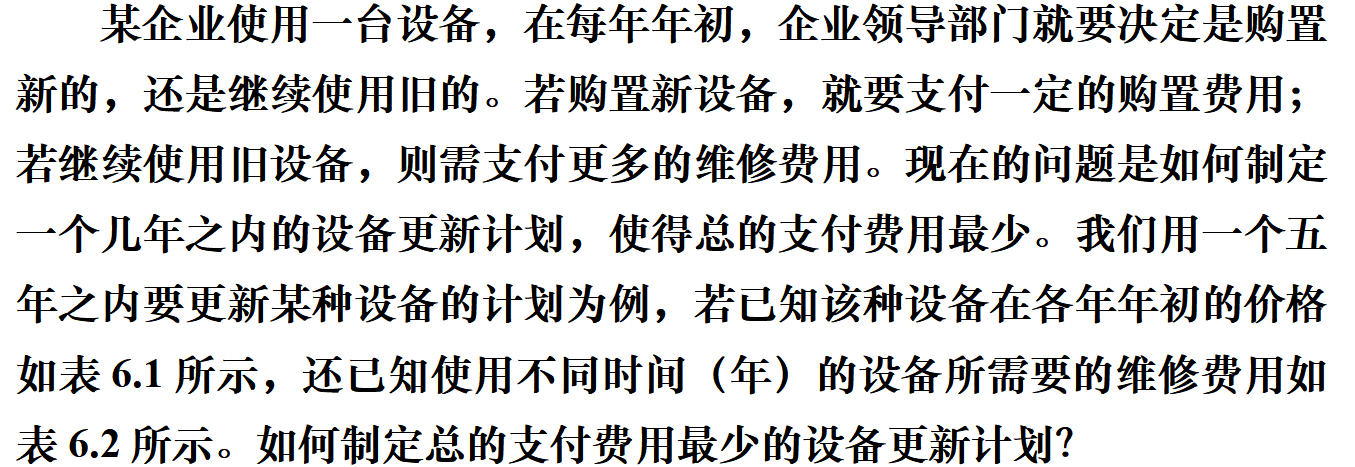 某企业使用一台设备，在每年年初，企业领导部门就要决定是购置
新的，还是继续使用旧的。若购置新设备，就要支付一定的购置费用；
若继续使用旧设备，则需支付更多的维修费用。现在的问题是如何制定
一个几年之内的设备更新计划，使得总的支付费用最少。我们用一个五
年之内要更新某种设备的计划为例，若已知该种设备在各年年初的价格
如表 6.1 所示，还已知使用不同时间（年）的设备所需要的维修费用如
表 6.2 所示。如何制定总的支付费用最少的设备更新计划？